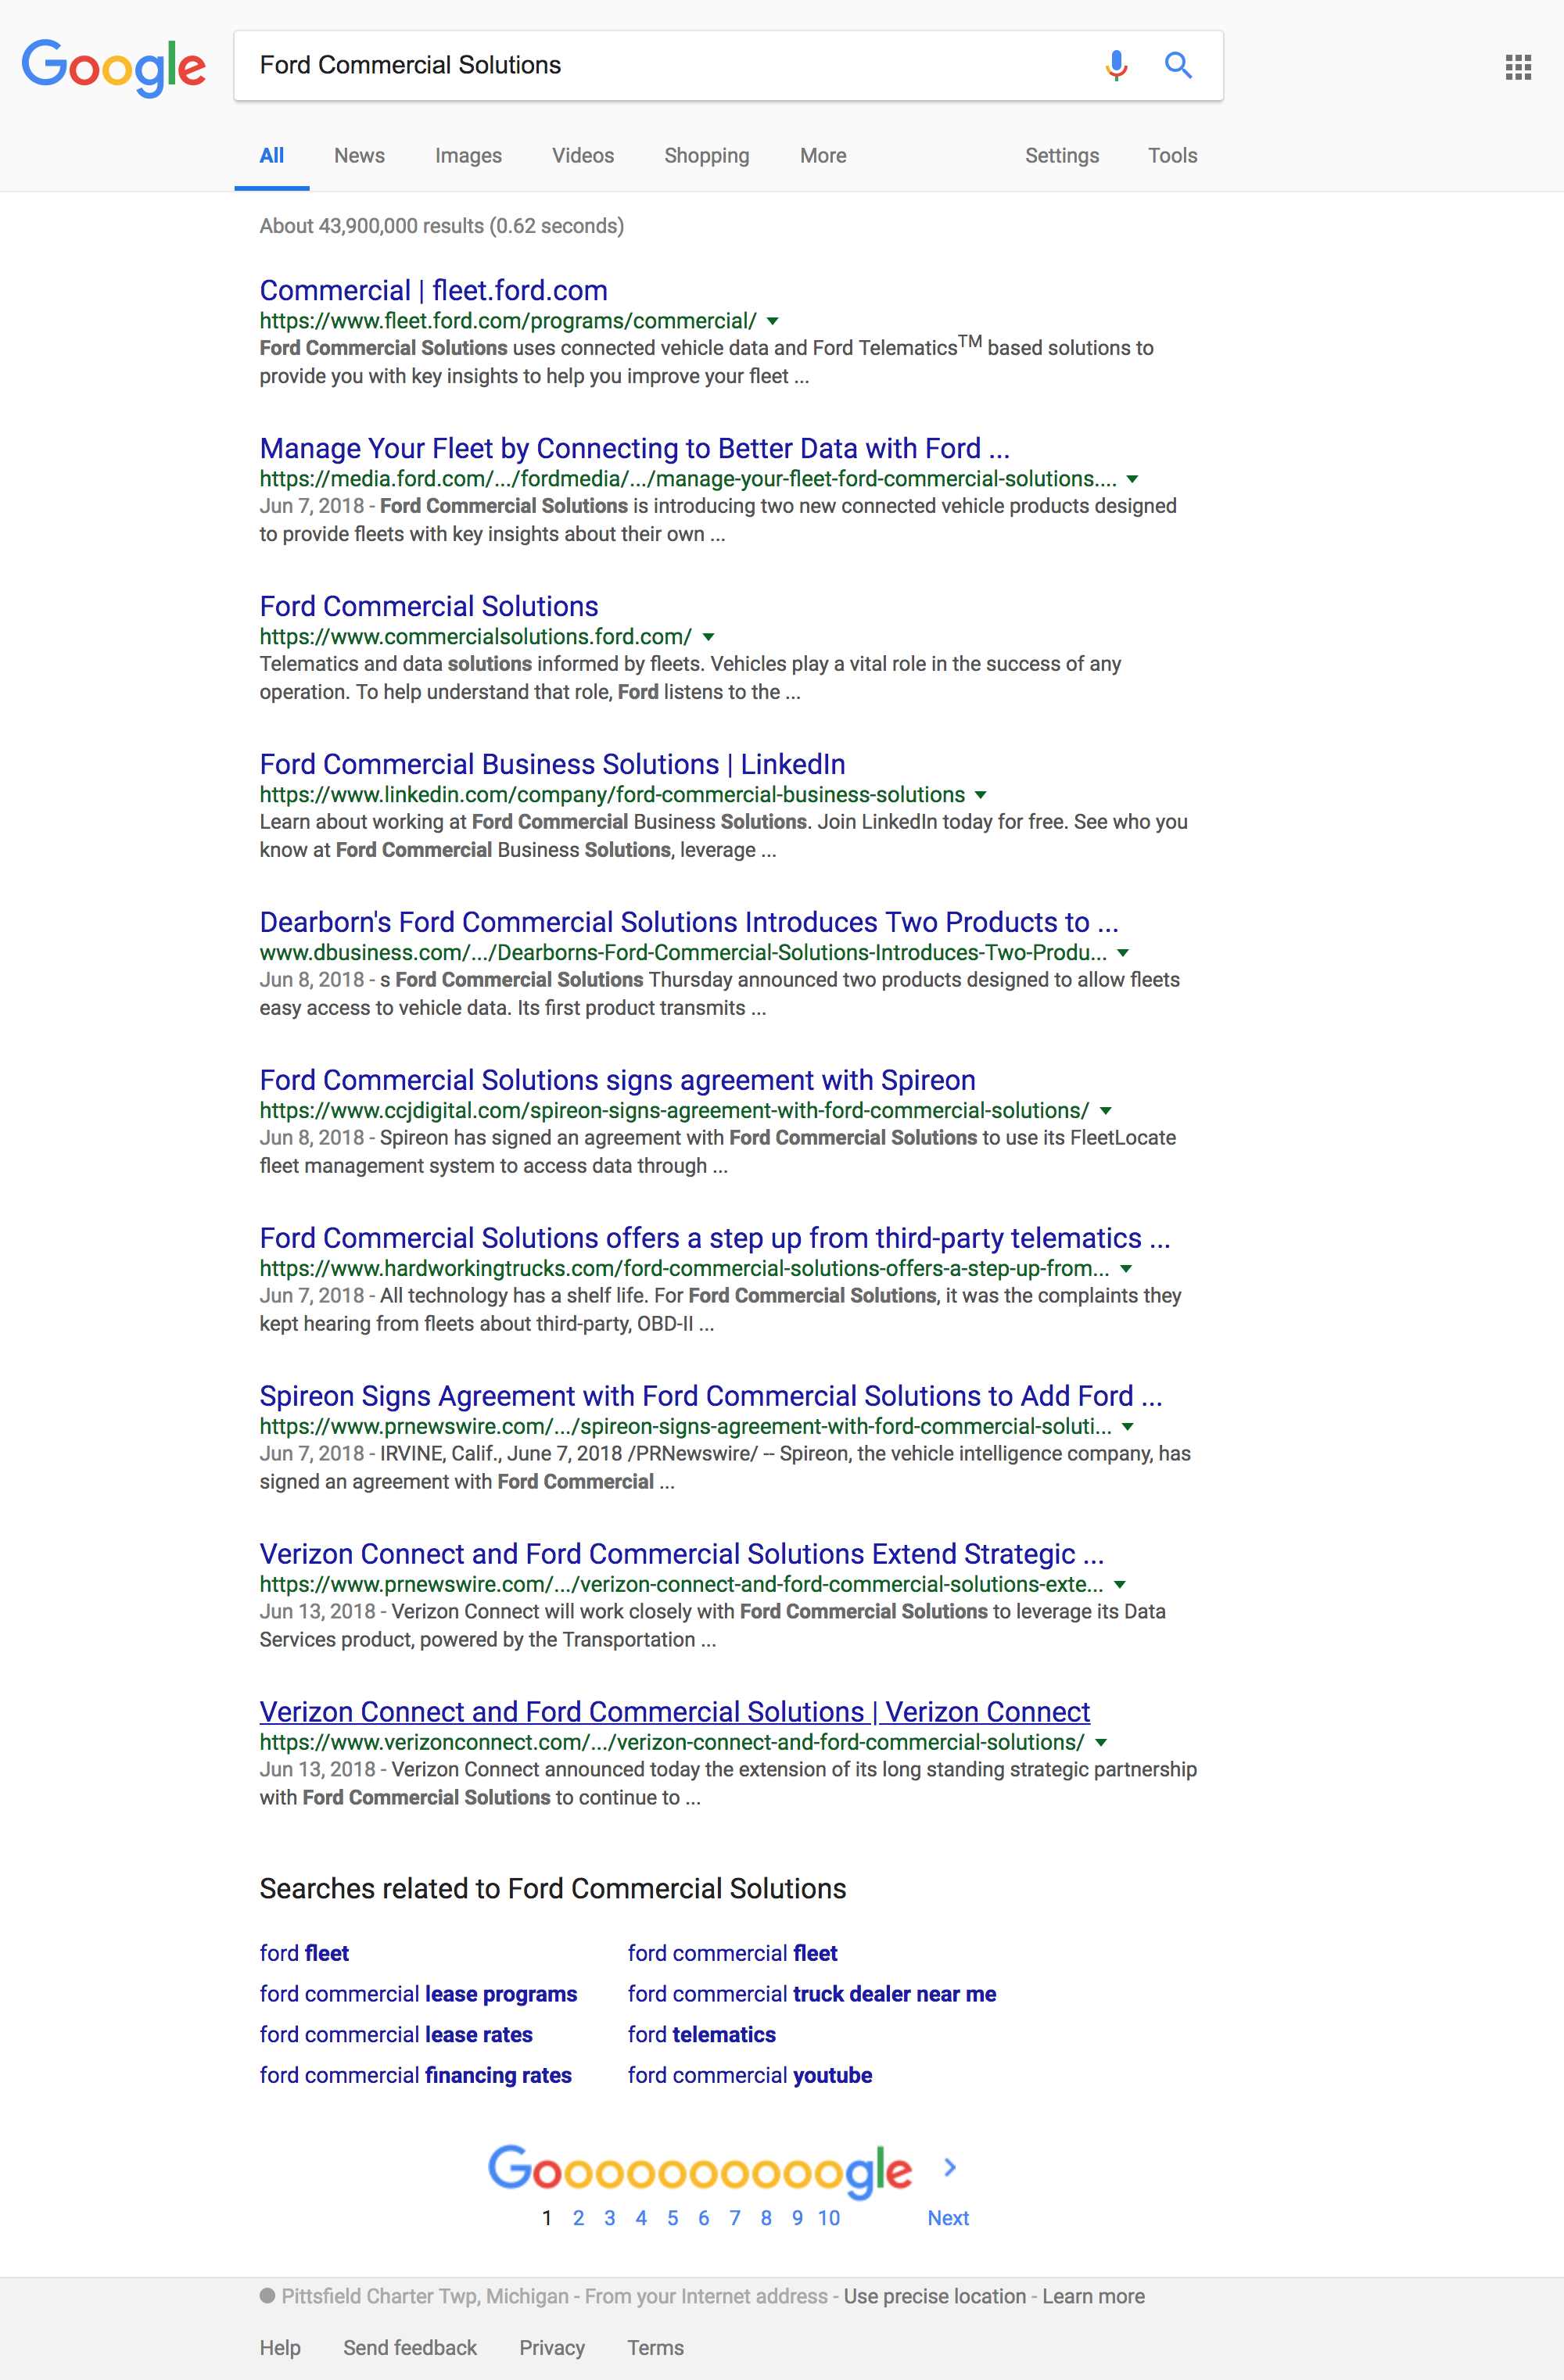 Google
Ford Commercial Solutions
All News Images Videos Shopping More Settings Tools
About 43,900,000 results (0.62 seconds)
Commercial | fleet.ford.com
https://www.fleet.ford.com/programs/commercial/
Ford Commercial Solutions uses connected vehicle data and Ford Telematics™ based solutions to
provide you with key insights to help you improve your fleet ...
Manage Your Fleet by Connecting to Better Data with Ford ...
https://media.ford.com/.../fordmedia/.../manage-your-fleet-ford-commercial-solutions....
Jun 7, 2018 - Ford Commercial Solutions is introducing two new connected vehicle products designed
to provide fleets with key insights about their own ...
Ford Commercial Solutions
https://www.commercialsolutions.ford.com/
Telematics and data solutions informed by fleets. Vehicles play a vital role in the success of any
operation. To help understand that role, Ford listens to the ...
Ford Commercial Business Solutions | LinkedIn
https://www.linkedin.com/company/ford-commercial-business-solutions
Learn about working at Ford Commercial Business Solutions. Join LinkedIn today for free. See who you
know at Ford Commercial Business Solutions, leverage ...
Dearborn's Ford Commercial Solutions Introduces Two Products to ...
www.dbusiness.com/.../Dearborns-Ford-Commercial-Solutions-Introduces-Two-Produ...
Jun 8, 2018 - s Ford Commercial Solutions Thursday announced two products designed to allow fleets
easy access to vehicle data. Its first product transmits ...
Ford Commercial Solutions signs agreement with Spireon
https://www.ccjdigital.com/spireon-signs-agreement-with-ford-commercial-solutions/
Jun 8, 2018 - Spireon has signed an agreement with Ford Commercial Solutions to use its FleetLocate
fleet management system to access data through ...
Ford Commercial Solutions offers a step up from third-party telematics ...
https://www.hardworkingtrucks.com/ford-commercial-solutions-offers-a-step-up-from...
Jun 7, 2018 - All technology has a shelf life. For Ford Commercial Solutions, it was the complaints they
kept hearing from fleets about third-party, OBD-II ...
Spireon Signs Agreement with Ford Commercial Solutions to Add Ford ...
https://www.prnewswire.com/.../spireon-signs-agreement-with-ford-commercial-soluti...
Jun 7, 2018 - IRVINE, Calif., June 7, 2018 /PRNewswire/ -- Spireon, the vehicle intelligence company, has
signed an agreement with Ford Commercial ...
Verizon Connect and Ford Commercial Solutions Extend Strategic ...
https://www.prnewswire.com/.../verizon-connect-and-ford-commercial-solutions-exte...
Jun 13, 2018 - Verizon Connect will work closely with Ford Commercial Solutions to leverage its Data
Services product, powered by the Transportation ...
Verizon Connect and Ford Commercial Solutions | Verizon Connect
https://www.verizonconnect.com/.../verizon-connect-and-ford-commercial-solutions/
Jun 13, 2018 - Verizon Connect announced today the extension of its long standing strategic partnership
with Ford Commercial Solutions to continue to ...
Searches related to Ford Commercial Solutions
ford fleet ford commercial fleet
ford commercial lease programs ford commercial truck dealer near me
ford commercial lease rates ford telematics
ford commercial financing rates ford commercial youtube
Goooooooooogle
1 2 3 4 5 6 7 8 9 10 Next
Pittsfield Charter Twp, Michigan - From your Internet address - Use precise location - Learn more
Help Send feedback Privacy Terms